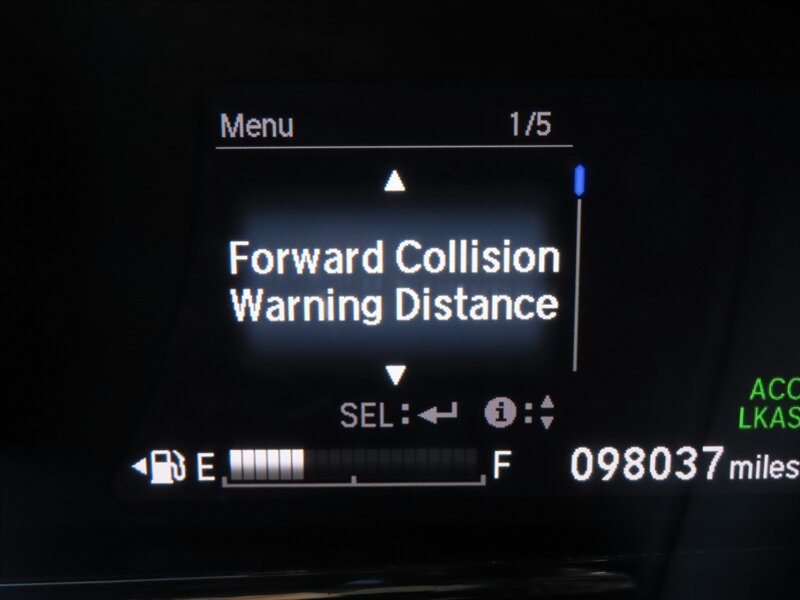 Menu 1/5
Forward Collision
Warning Distance
SEL: i :
E F 098037 miles
ACC
LKAS